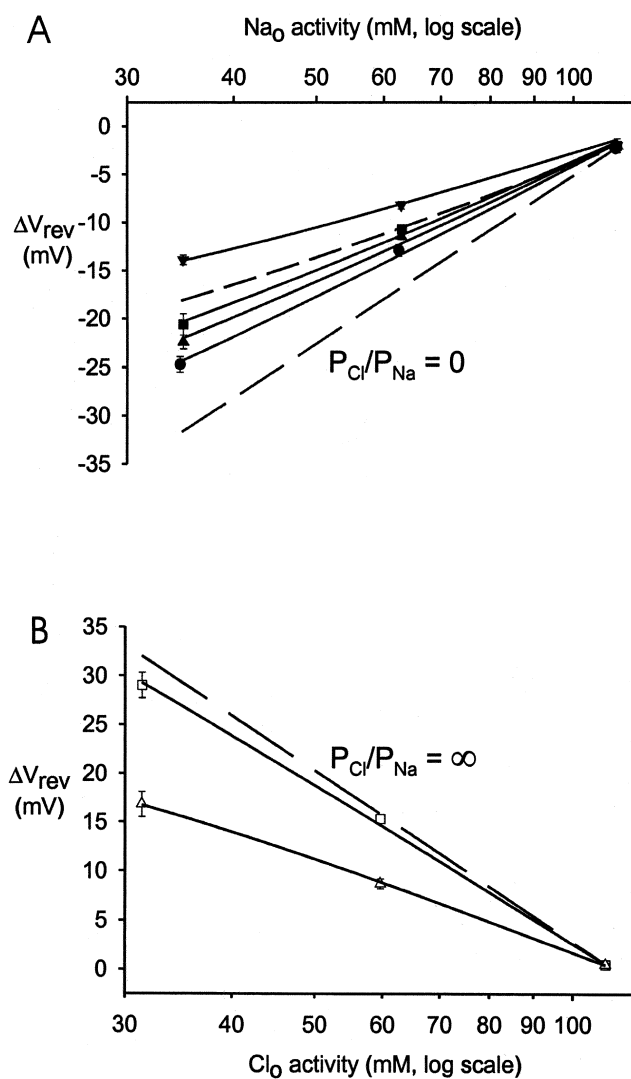 A
Nao activity (mM, log scale)
30 40 50 60 70 80 90 100
0
-5
-10
-15
-20
-25
-30
-35
ΔVrev
(mV)
PCl/PNa = 0
B
35
30
25
20
15
10
5
0
ΔVrev
(mV)
PCl/PNa = ∞
30 40 50 60 70 80 90 100
Clo activity (mM, log scale)